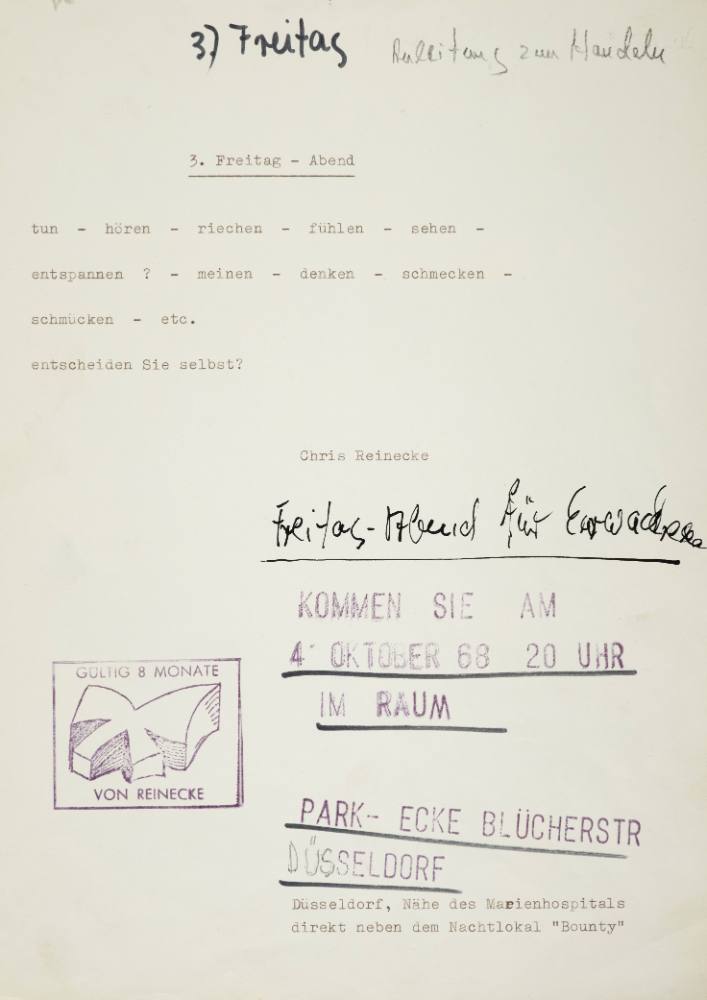 3) Freitag Anleitung zum Handeln
3. Freitag - Abend
tun - hören - riechen - fühlen - sehen -
entspannen ? - meinen - denken - schmecken -
schmücken - etc.
entscheiden Sie selbst?
Chris Reinecke
Freitag-Abend für Erwachsene
KOMMEN SIE AM
4. OKTOBER 68 20 UHR
IM RAUM
GÜLTIG 8 MONATE
VON REINECKE
PARK- ECKE BLÜCHERSTR
DÜSSELDORF
Düsseldorf, Nähe des Marienhospitals
direkt neben dem Nachtlokal "Bounty"